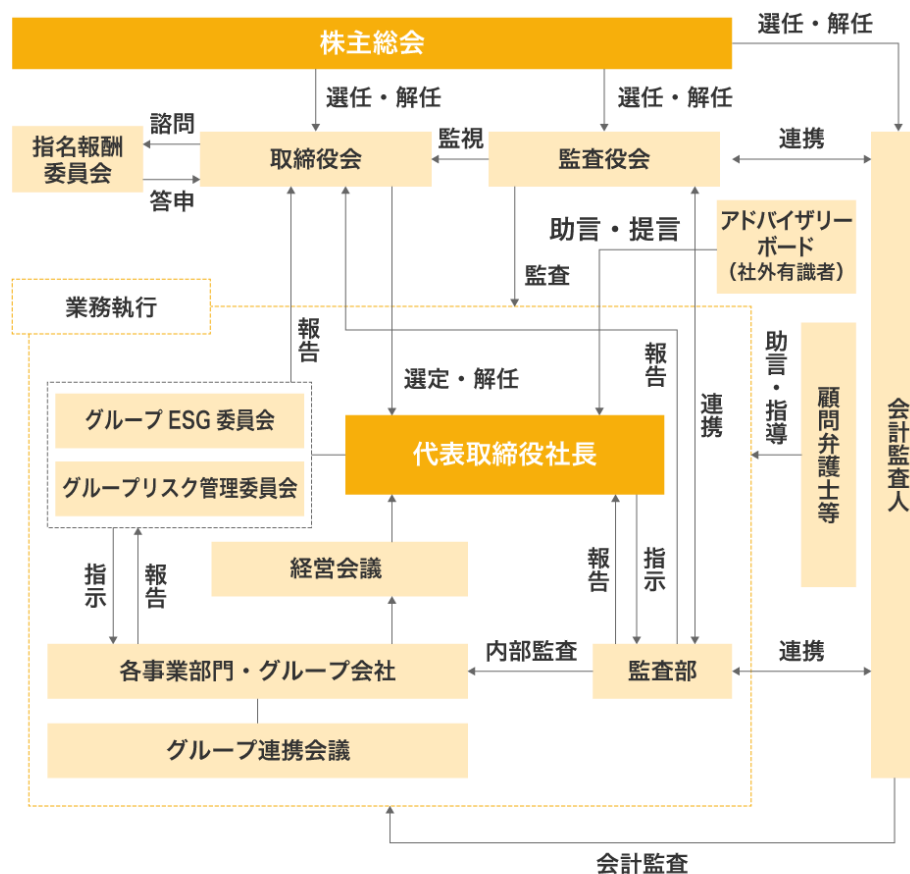 選任・解任
株主総会
選任・解任
選任・解任
諮問
指名報酬
委員会
答申
取締役会
監視
監査役会
連携
助言・提言
アドバイザリー
ボード
（社外有識者）
監査
業務執行
報告
報告
助言・指導
選定・解任
連携
顧問弁護士等
会計監査人
グループ ESG 委員会
グループリスク管理委員会
代表取締役社長
経営会議
指示
報告
報告
指示
各事業部門・グループ会社
内部監査
監査部
連携
グループ連携会議
会計監査